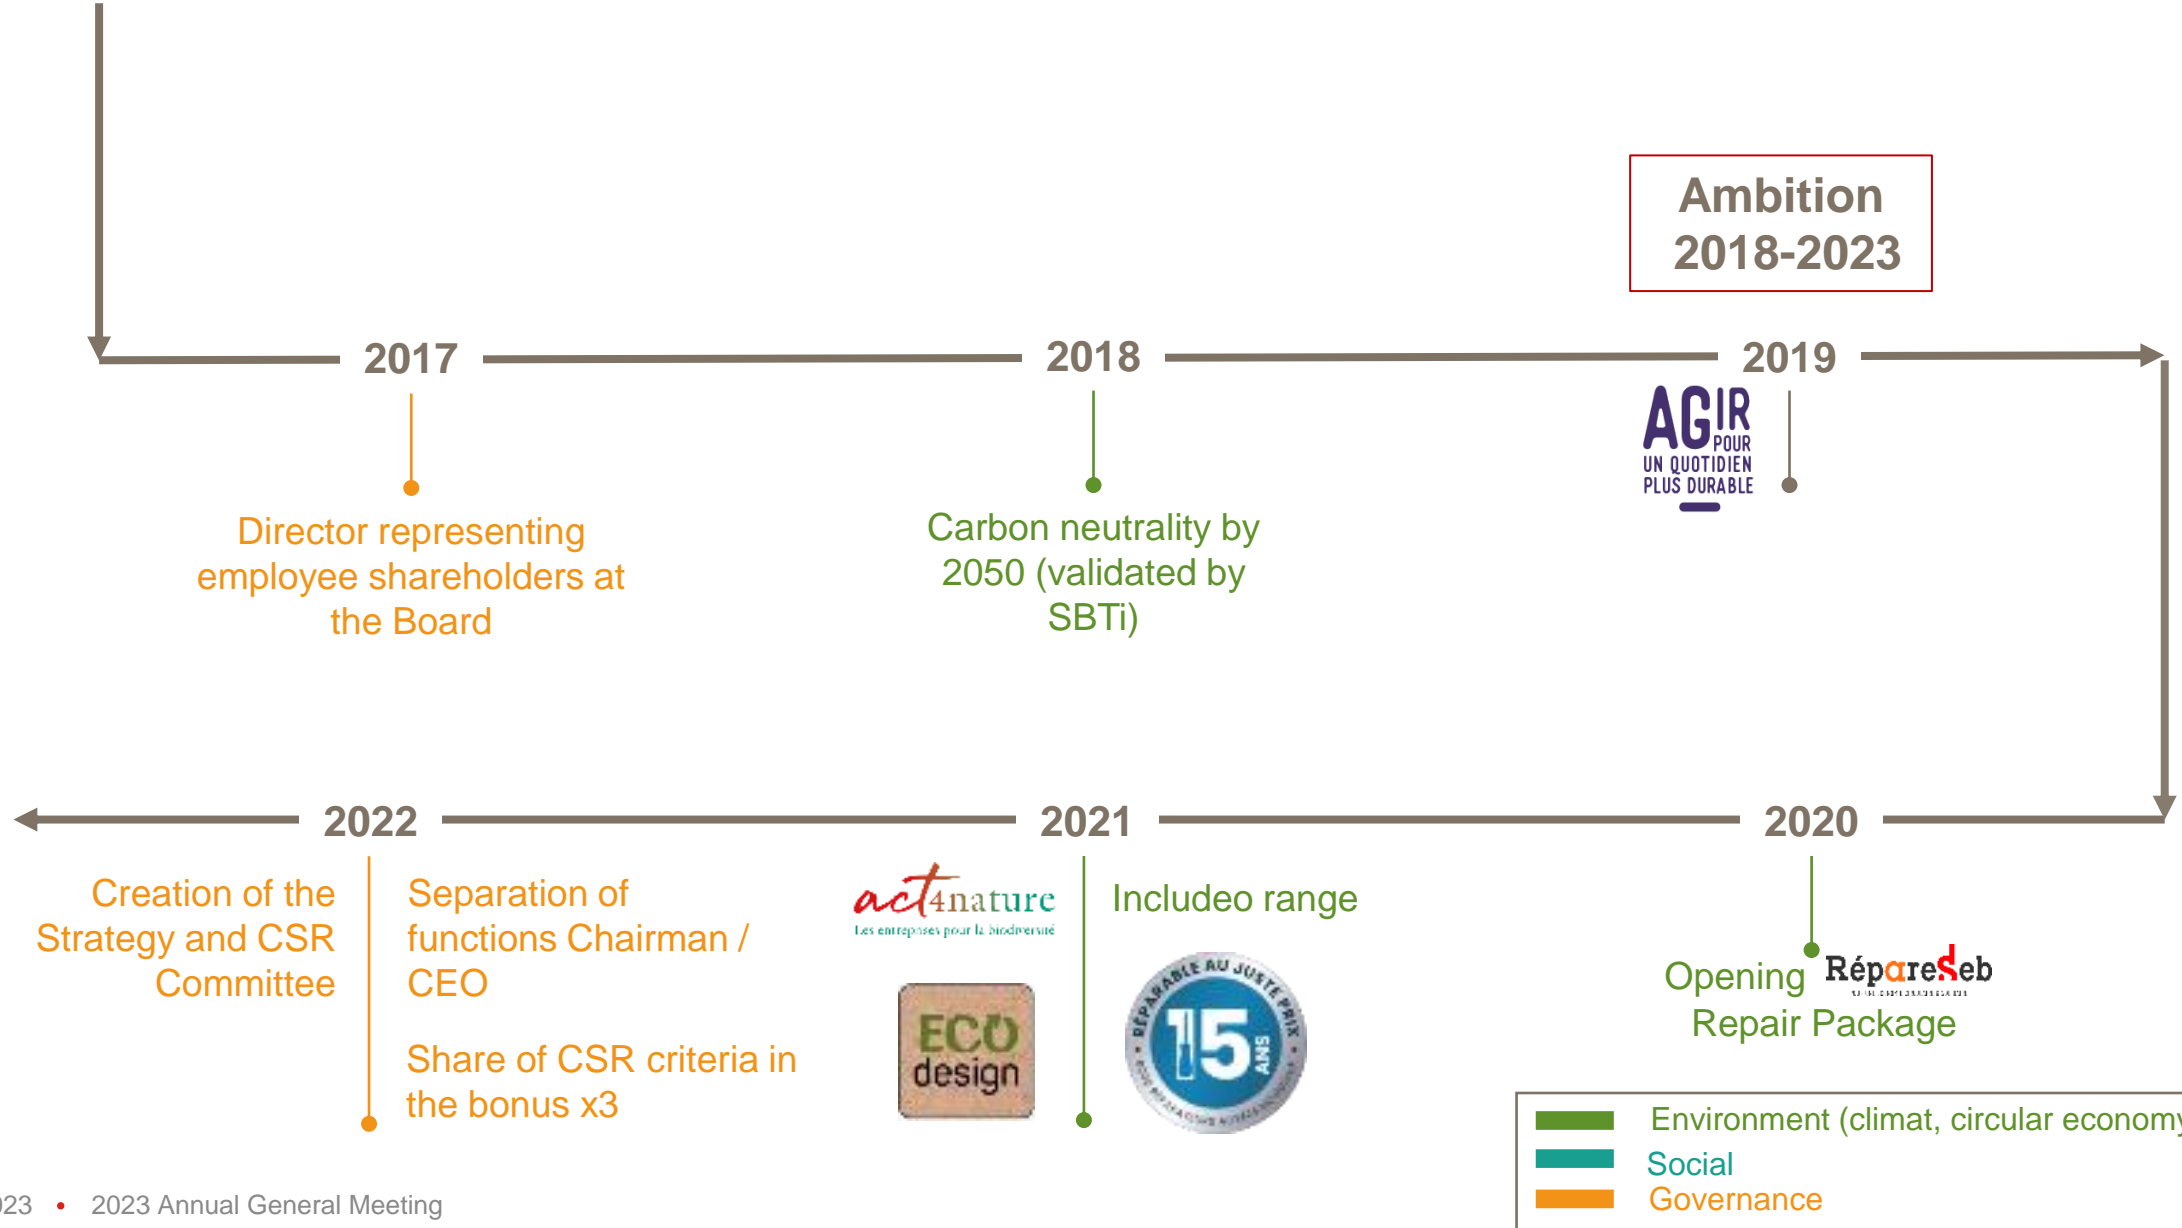 Ambition
2018-2023
2017
2018
2019
AGIR
POUR
UN QUOTIDIEN
PLUS DURABLE
Director representing
employee shareholders at
the Board
Carbon neutrality by
2050 (validated by
SBTi)
2022
2021
2020
Creation of the
Strategy and CSR
Committee
Separation of
functions Chairman /
CEO
Share of CSR criteria in
the bonus x3
act4nature
Les entreprises pour la biodiversité
Includeo range
ECO
design
RÉPARABLE AU JUSTE PRIX
15
ANS
Opening RépareSeb
Repair Package
Environment (climat, circular economy
Social
Governance
023 • 2023 Annual General Meeting